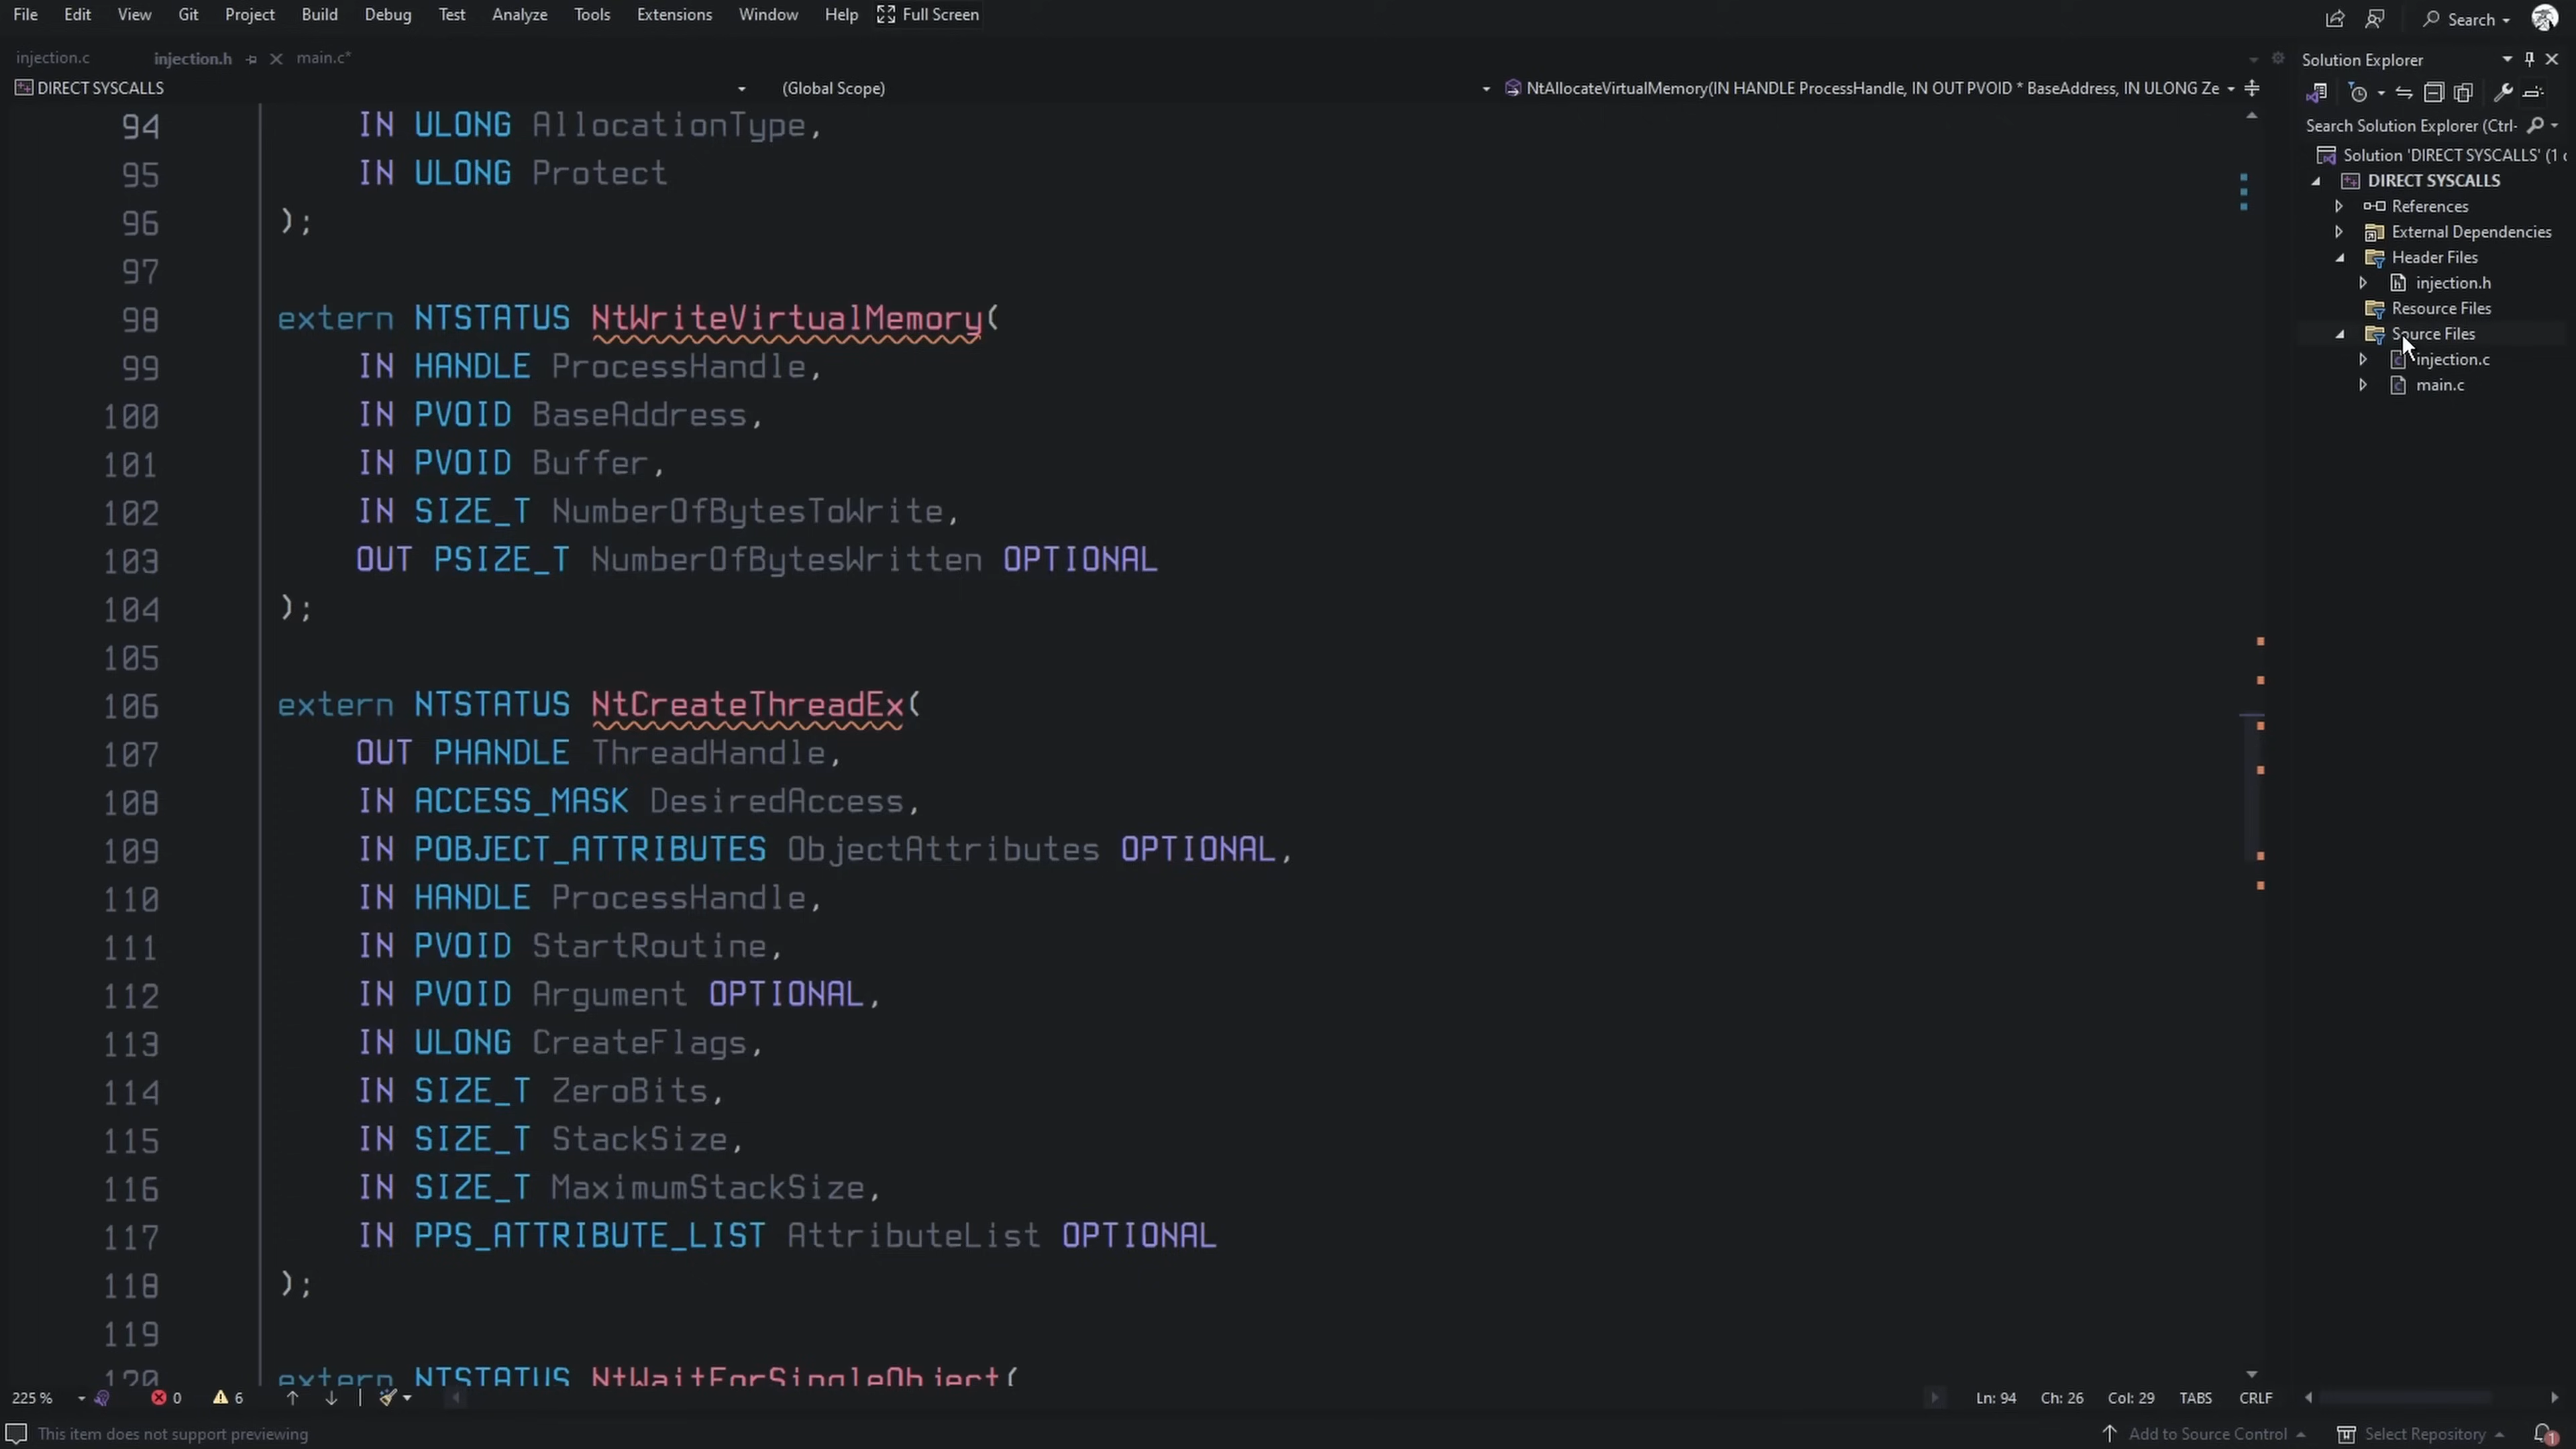 File Edit View Git Project Build Debug Test Analyze Tools Extensions Window Help Full Screen Search
injection.c injection.h main.c*
DIRECT SYSCALLS (Global Scope) NtAllocateVirtualMemory(IN HANDLE ProcessHandle, IN OUT PVOID * BaseAddress, IN ULONG Ze
94 IN ULONG AllocationType,
95 IN ULONG Protect
96 );
97
98 extern NTSTATUS NtWriteVirtualMemory(
99 IN HANDLE ProcessHandle,
100 IN PVOID BaseAddress,
101 IN PVOID Buffer,
102 IN SIZE_T NumberOfBytesToWrite,
103 OUT PSIZE_T NumberOfBytesWritten OPTIONAL
104 );
105
106 extern NTSTATUS NtCreateThreadEx(
107 OUT PHANDLE ThreadHandle,
108 IN ACCESS_MASK DesiredAccess,
109 IN POBJECT_ATTRIBUTES ObjectAttributes OPTIONAL,
110 IN HANDLE ProcessHandle,
111 IN PVOID StartRoutine,
112 IN PVOID Argument OPTIONAL,
113 IN ULONG CreateFlags,
114 IN SIZE_T ZeroBits,
115 IN SIZE_T StackSize,
116 IN SIZE_T MaximumStackSize,
117 IN PPS_ATTRIBUTE_LIST AttributeList OPTIONAL
118 );
119
120 extern NTSTATUS NtWaitForSingleObject(
225 % 0 6 Ln: 94 Ch: 26 Col: 29 TABS CRLF
This item does not support previewing Add to Source Control Select Repository 1
Solution Explorer
Search Solution Explorer (Ctrl-
Solution 'DIRECT SYSCALLS' (1 
DIRECT SYSCALLS
References
External Dependencies
Header Files
injection.h
Resource Files
Source Files
injection.c
main.c